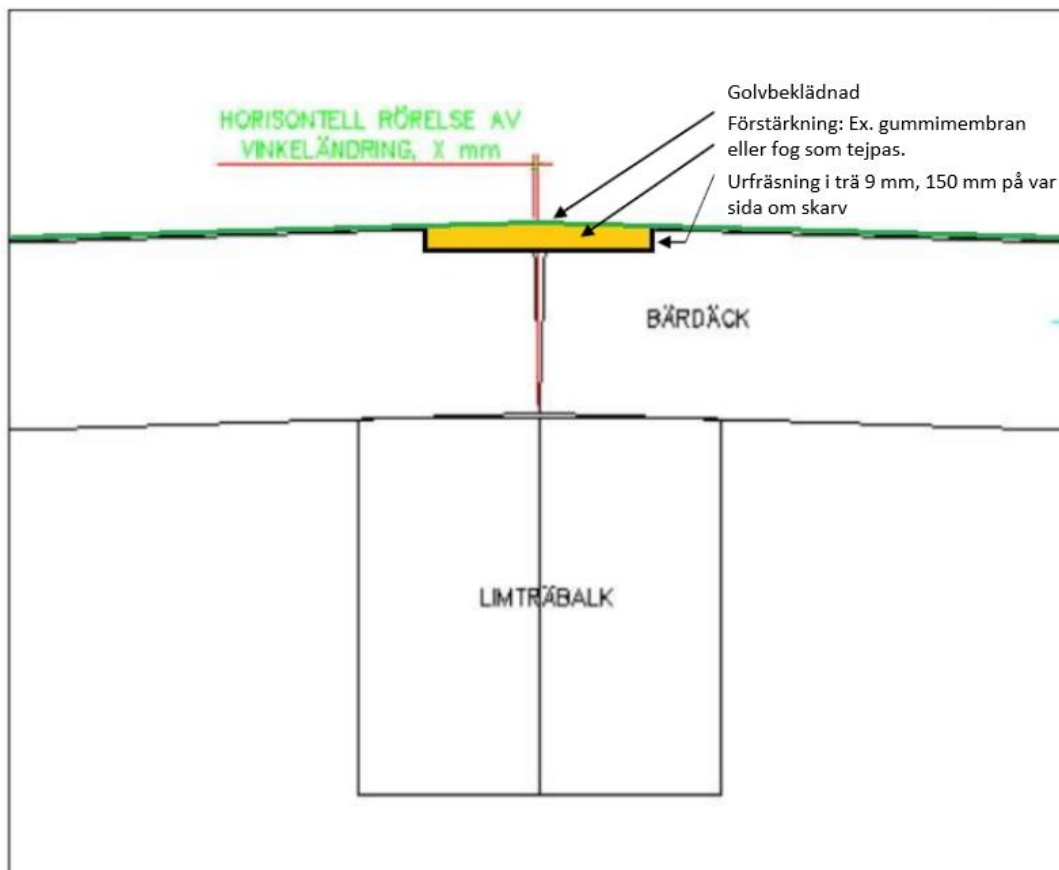 HORISONTELL RÖRELSE AV
VINKELÄNDRING, X mm
Golvbeklädnad
Förstärkning: Ex. gummimembran
eller fog som tejpas.
Urfräsning i trä 9 mm, 150 mm på var
sida om skarv
BÄRDÄCK
LIMTRÄBALK